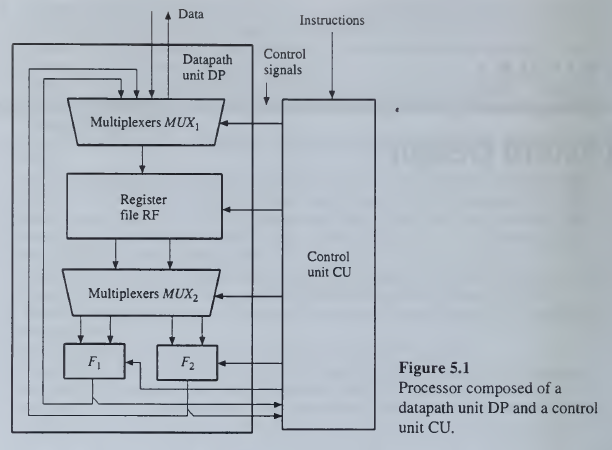 Data
Instructions
Datapath
unit DP
Control
signals
Multiplexers MUX₁
Register
file RF
Control
unit CU
Multiplexers MUX₂
F₁
F₂
Figure 5.1
Processor composed of a
datapath unit DP and a control
unit CU.